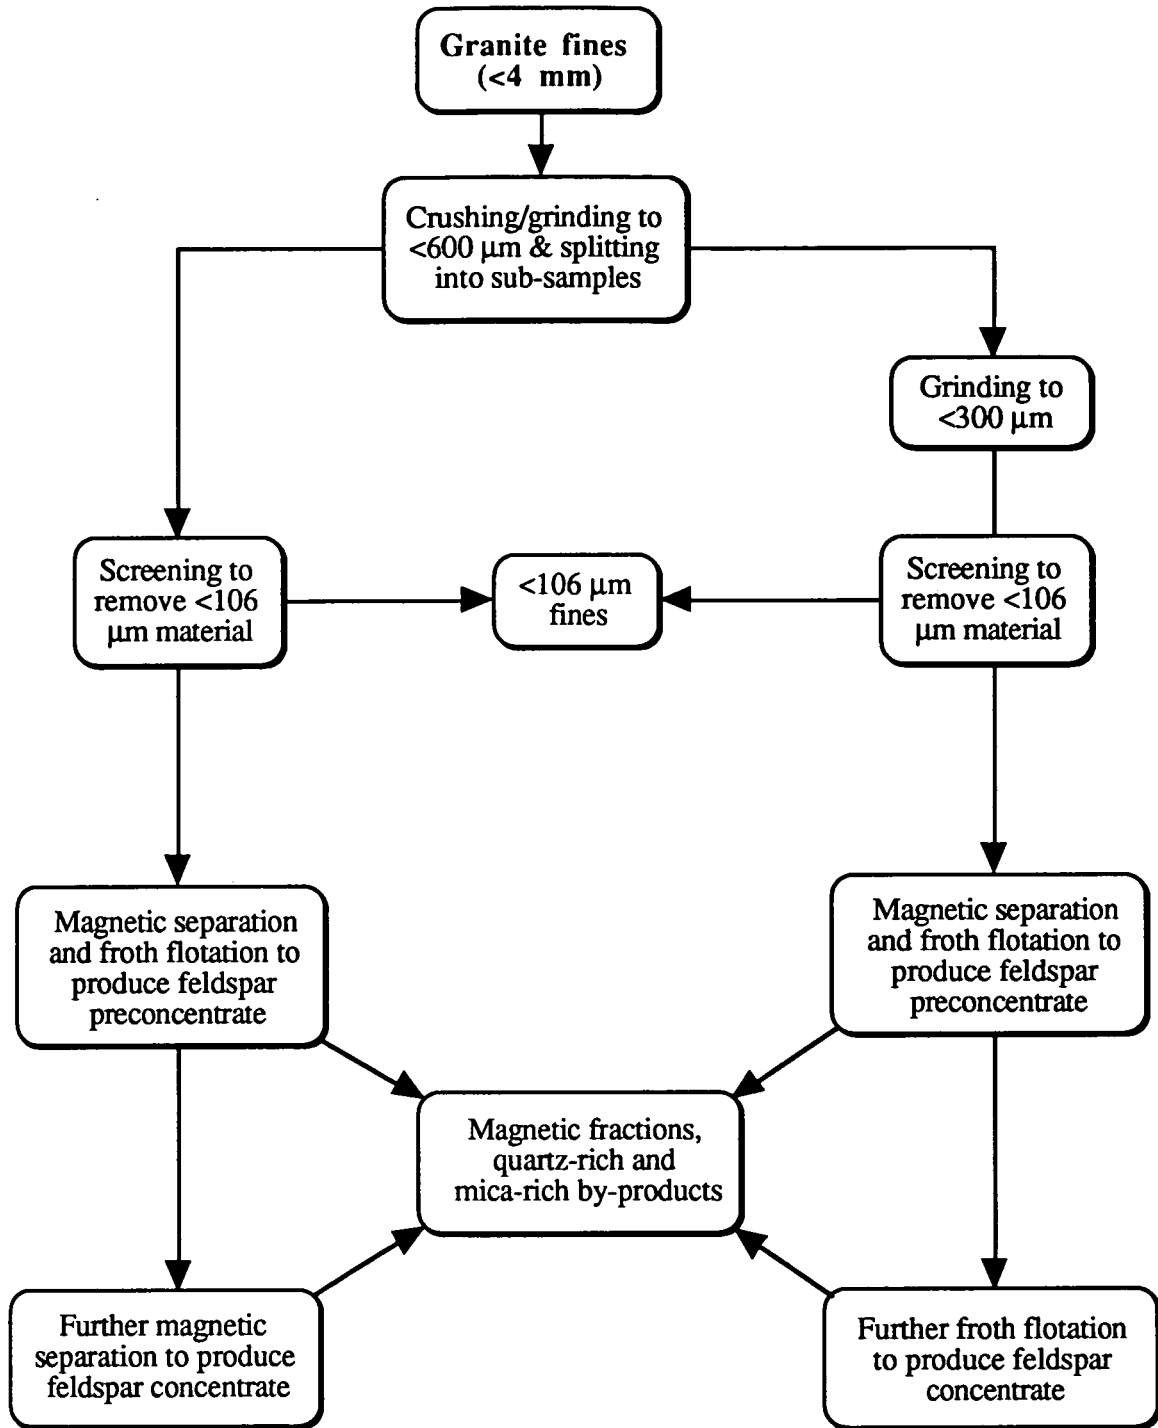 Granite fines
(<4 mm)
Crushing/grinding to
<600 µm & splitting
into sub-samples
Grinding to
<300 µm
Screening to
remove <106
µm material
<106 µm
fines
Screening to
remove <106
µm material
Magnetic separation
and froth flotation to
produce feldspar
preconcentrate
Magnetic separation
and froth flotation to
produce feldspar
preconcentrate
Magnetic fractions,
quartz-rich and
mica-rich by-products
Further magnetic
separation to produce
feldspar concentrate
Further froth flotation
to produce feldspar
concentrate